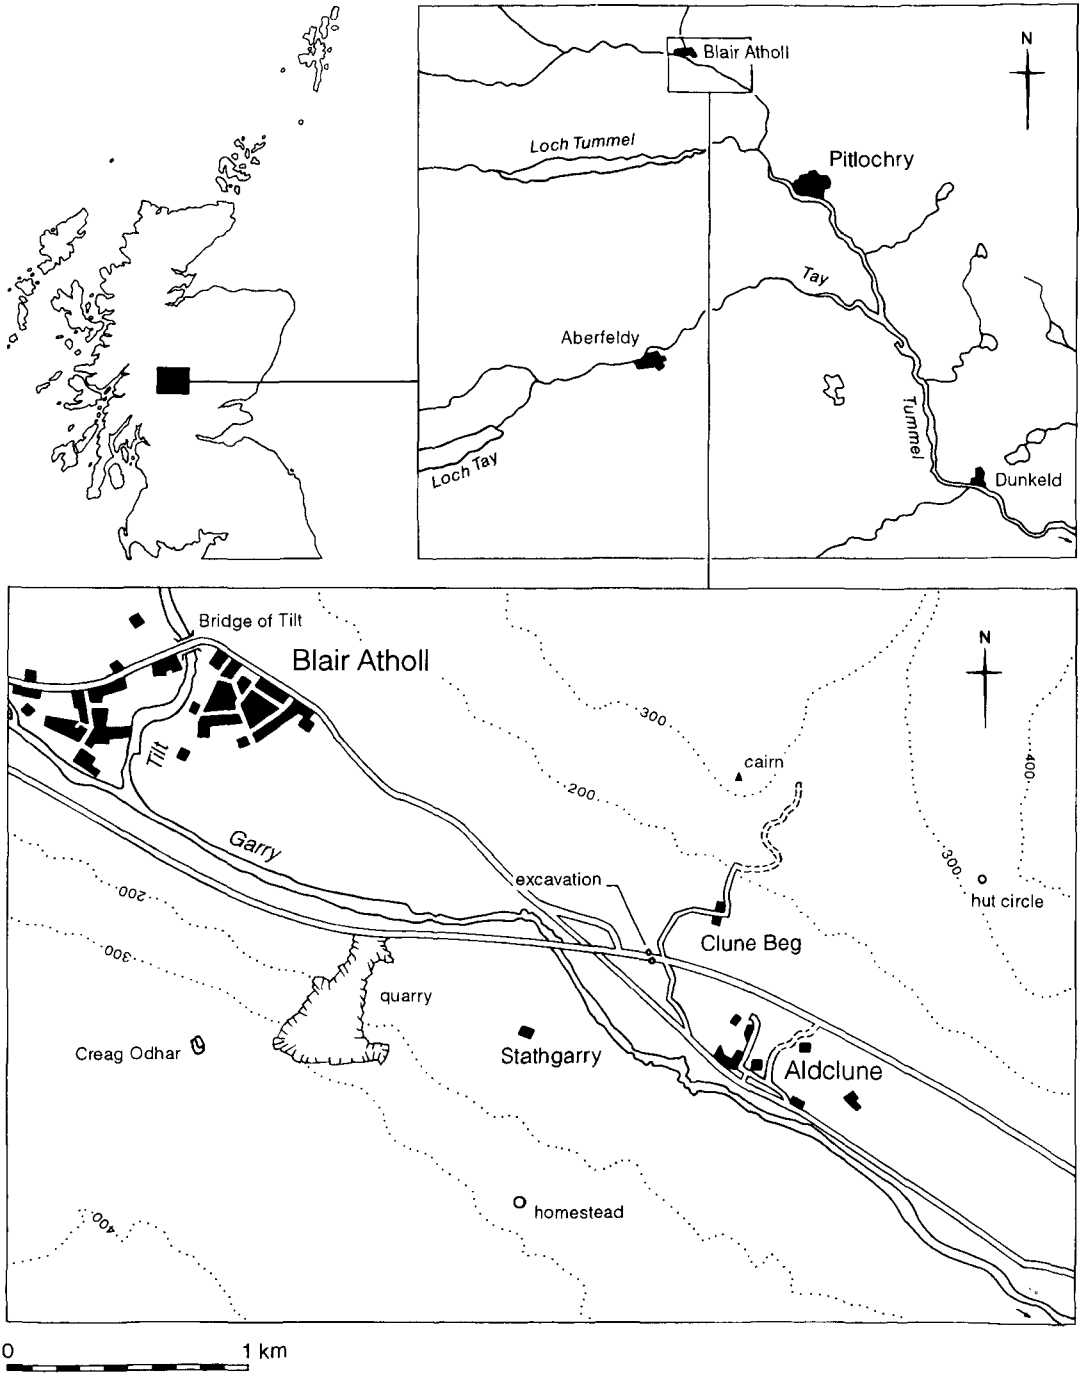 N
Blair Atholl
Loch Tummel
Pitlochry
Tay
Aberfeldy
Tummel
Loch Tay
Dunkeld
Bridge of Tilt
Blair Atholl
N
300
400
cairn
Tilt
200
Garry
300
excavation
200
hut circle
Clune Beg
300
quarry
Creag Odhar
Stathgarry
Aldclune
homestead
400
0 1 km